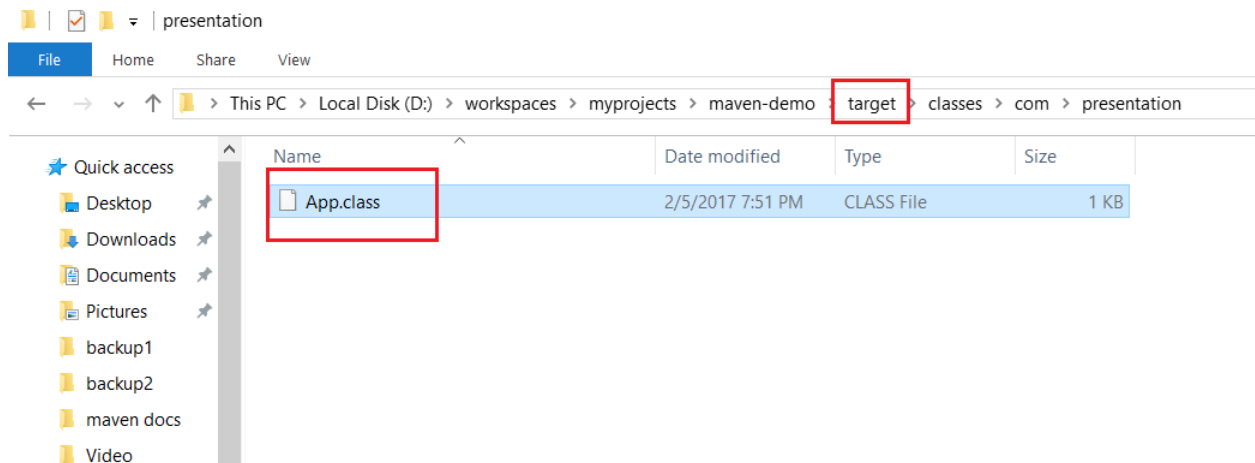 presentation
File Home Share View
This PC > Local Disk (D:) > workspaces > myprojects > maven-demo > target > classes > com > presentation
Name Date modified Type Size
Quick access
App.class 2/5/2017 7:51 PM CLASS File 1 KB
Desktop
Downloads
Documents
Pictures
backup1
backup2
maven docs
Video